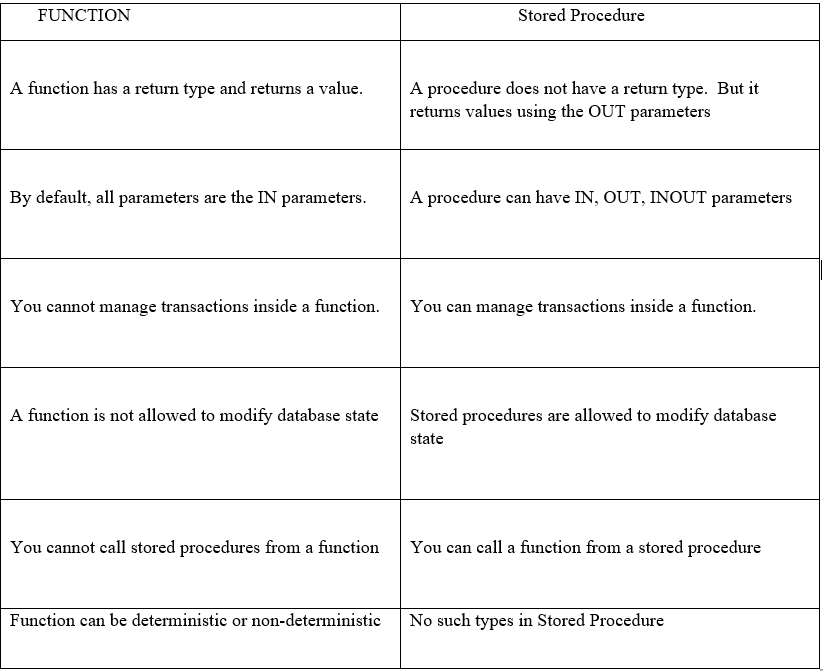 FUNCTION
Stored Procedure
A function has a return type and returns a value.
A procedure does not have a return type.  But it
returns values using the OUT parameters
By default, all parameters are the IN parameters.
A procedure can have IN, OUT, INOUT parameters
You cannot manage transactions inside a function.
You can manage transactions inside a function.
A function is not allowed to modify database state
Stored procedures are allowed to modify database
state
You cannot call stored procedures from a function
You can call a function from a stored procedure
Function can be deterministic or non-deterministic
No such types in Stored Procedure